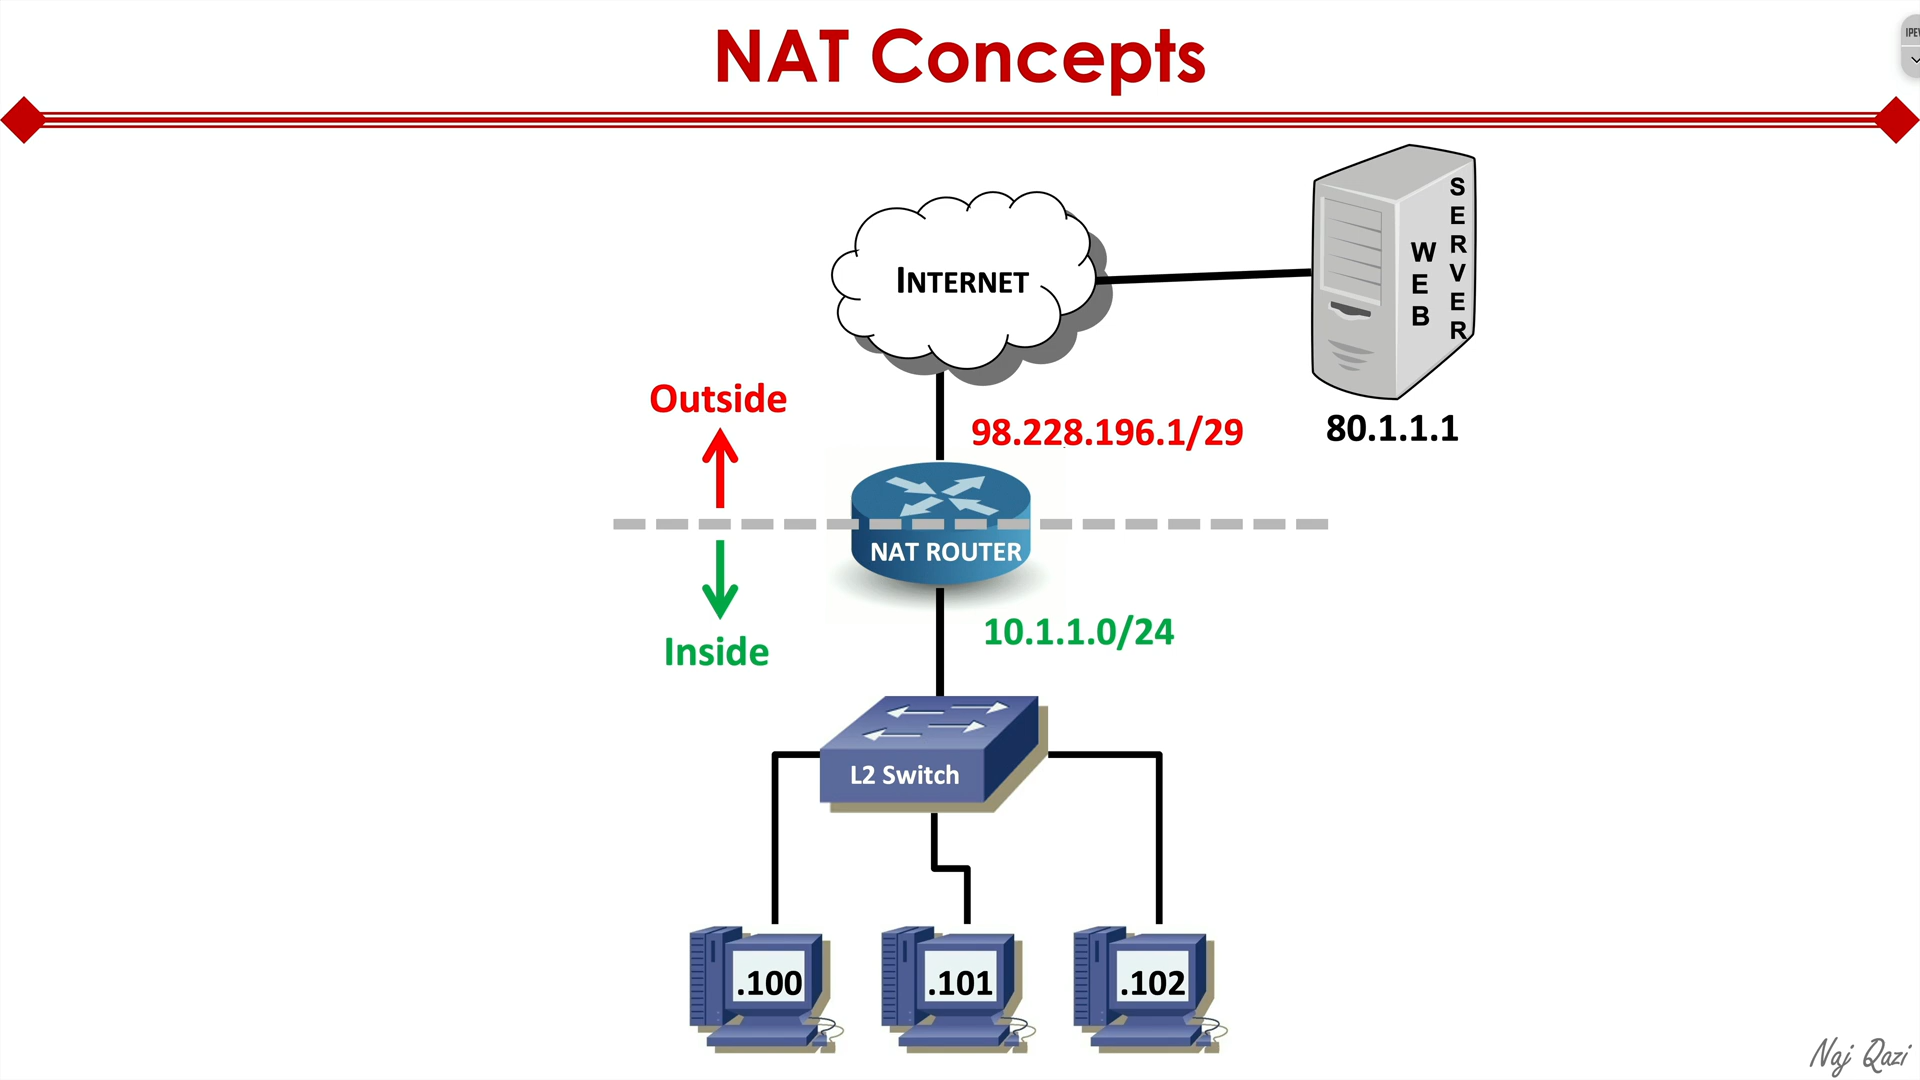 NAT Concepts
INTERNET
WEB
SERVER
Outside
98.228.196.1/29
80.1.1.1
NAT ROUTER
10.1.1.0/24
Inside
L2 Switch
.100
.101
.102
Naj Qazi